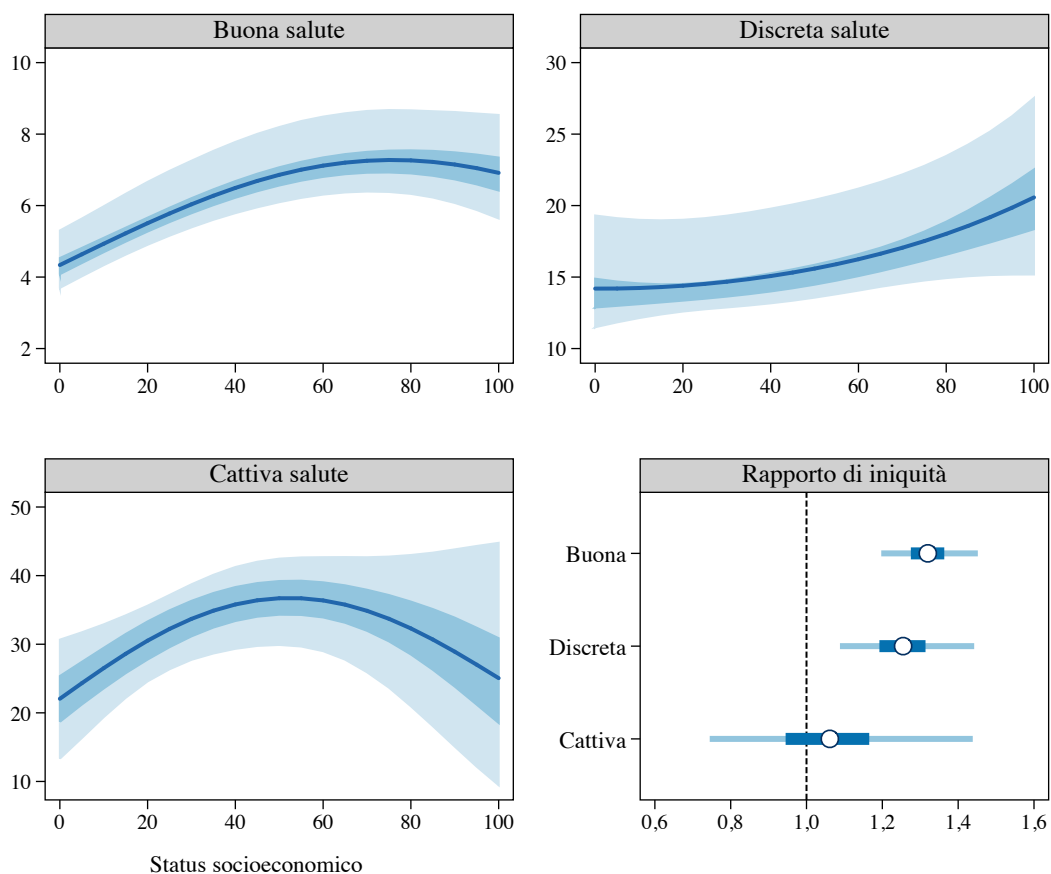 Buona salute
10
8
6
4
2
0 20 40 60 80 100
Discreta salute
30
25
20
15
10
0 20 40 60 80 100
Cattiva salute
50
40
30
20
10
0 20 40 60 80 100
Status socioeconomico
Rapporto di iniquità
Buona
Discreta
Cattiva
0,6 0,8 1,0 1,2 1,4 1,6